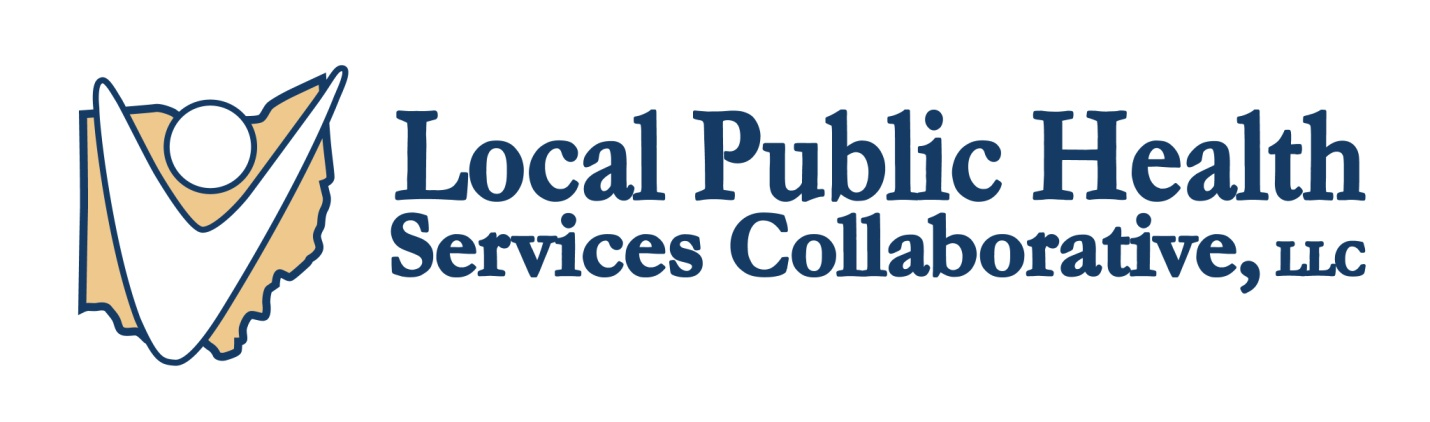 Local Public Health
Services Collaborative, LLC